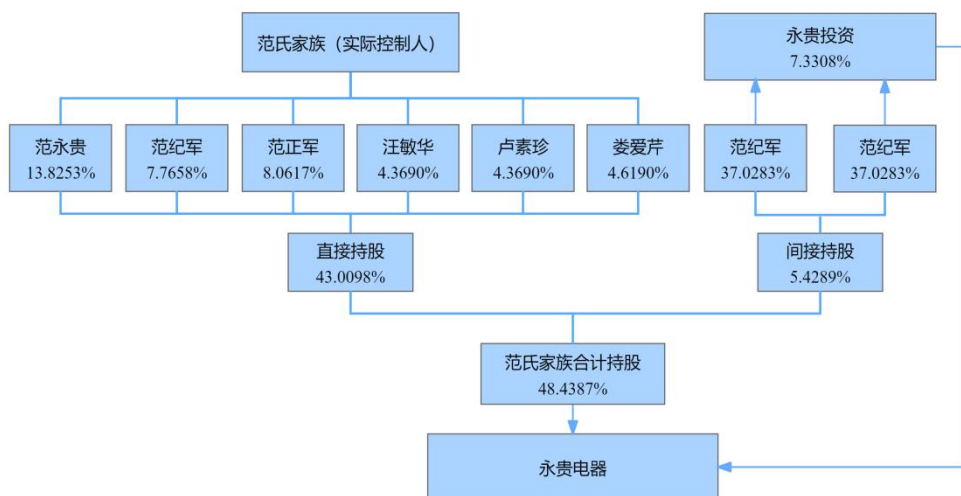 范氏家族（实际控制人）
永贵投资
7.3308%
范永贵
13.8253%
范纪军
7.7658%
范正军
8.0617%
汪敏华
4.3690%
卢素珍
4.3690%
娄爱芹
4.6190%
范纪军
37.0283%
范纪军
37.0283%
直接持股
43.0098%
间接持股
5.4289%
范氏家族合计持股
48.4387%
永贵电器